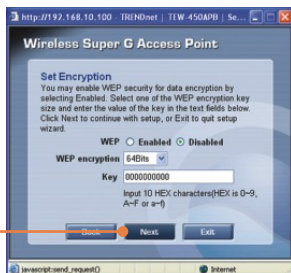 http://192.168.10.100 - TRENDnet | TEW-450APB | Se...
Wireless Super G Access Point
Set Encryption
You may enable WEP security for data encryption by
selecting Enabled. Select one of the WEP encryption key
size and enter the value of the key in the text fields below.
Click Next to continue with setup, or Exit to quit setup
wizard.
WEP Enabled Disabled
WEP encryption 64Bits
Key 0000000000
Input 10 HEX characters(HEX is 0~9,
A~F or a~f)
Back Next Exit
javascript:send_request() Internet